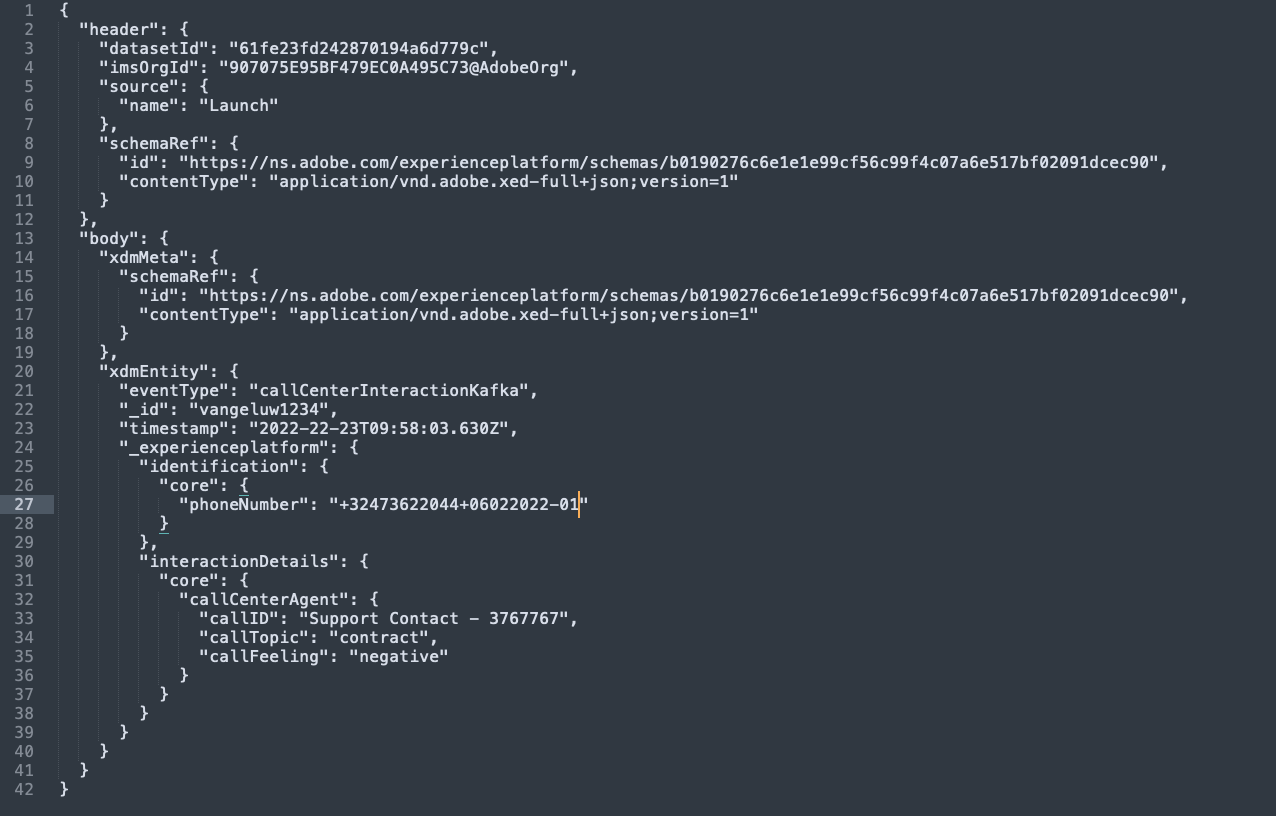 1 {
2   "header": {
3     "datasetId": "61fe23fd242870194a6d779c",
4     "imsOrgId": "907075E95BF479EC0A495C73@AdobeOrg",
5     "source": {
6       "name": "Launch"
7     },
8     "schemaRef": {
9       "id": "https://ns.adobe.com/experienceplatform/schemas/b0190276c6e1e1e99cf56c99f4c07a6e517bf02091dcec90",
10       "contentType": "application/vnd.adobe.xed-full+json;version=1"
11     }
12   },
13   "body": {
14     "xdmMeta": {
15       "schemaRef": {
16         "id": "https://ns.adobe.com/experienceplatform/schemas/b0190276c6e1e1e99cf56c99f4c07a6e517bf02091dcec90",
17         "contentType": "application/vnd.adobe.xed-full+json;version=1"
18       }
19     },
20     "xdmEntity": {
21       "eventType": "callCenterInteractionKafka",
22       "_id": "vangeluw1234",
23       "timestamp": "2022-22-23T09:58:03.630Z",
24       "_experienceplatform": {
25         "identification": {
26           "core": {
27             "phoneNumber": "+32473622044+06022022-01"
28           }
29         },
30         "interactionDetails": {
31           "core": {
32             "callCenterAgent": {
33               "callID": "Support Contact - 3767767",
34               "callTopic": "contract",
35               "callFeeling": "negative"
36             }
37           }
38         }
39       }
40     }
41   }
42 }